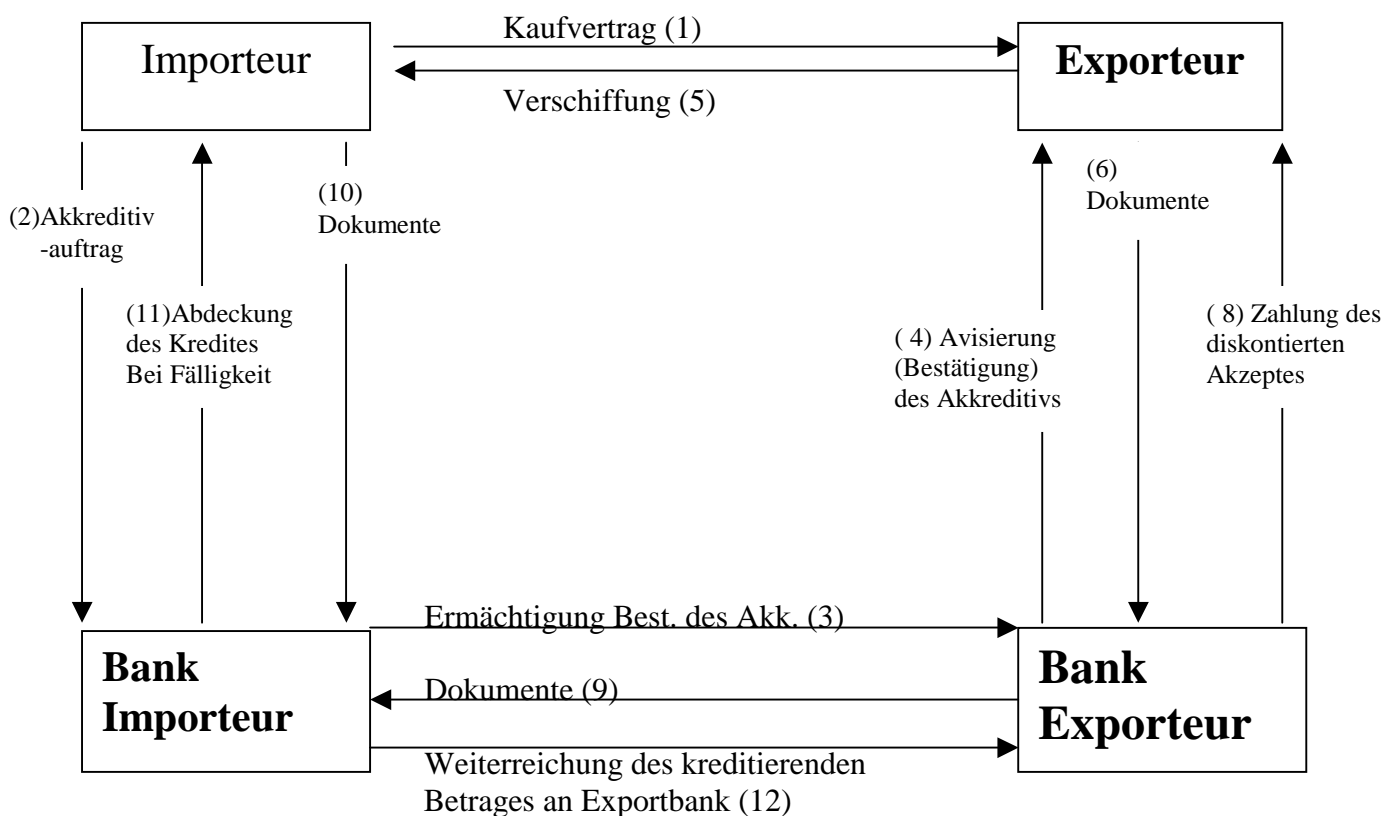 Kaufvertrag (1)
Importeur
Exporteur
Verschiffung (5)
(2)Akkreditiv
-auftrag
(10)
Dokumente
(6)
Dokumente
(11)Abdeckung
des Kredites
Bei Fälligkeit
( 4) Avisierung
(Bestätigung)
des Akkreditivs
( 8) Zahlung des
diskontierten
Akzeptes
Ermächtigung Best. des Akk. (3)
Bank
Importeur
Dokumente (9)
Bank
Exporteur
Weiterreichung des kreditierenden
Betrages an Exportbank (12)